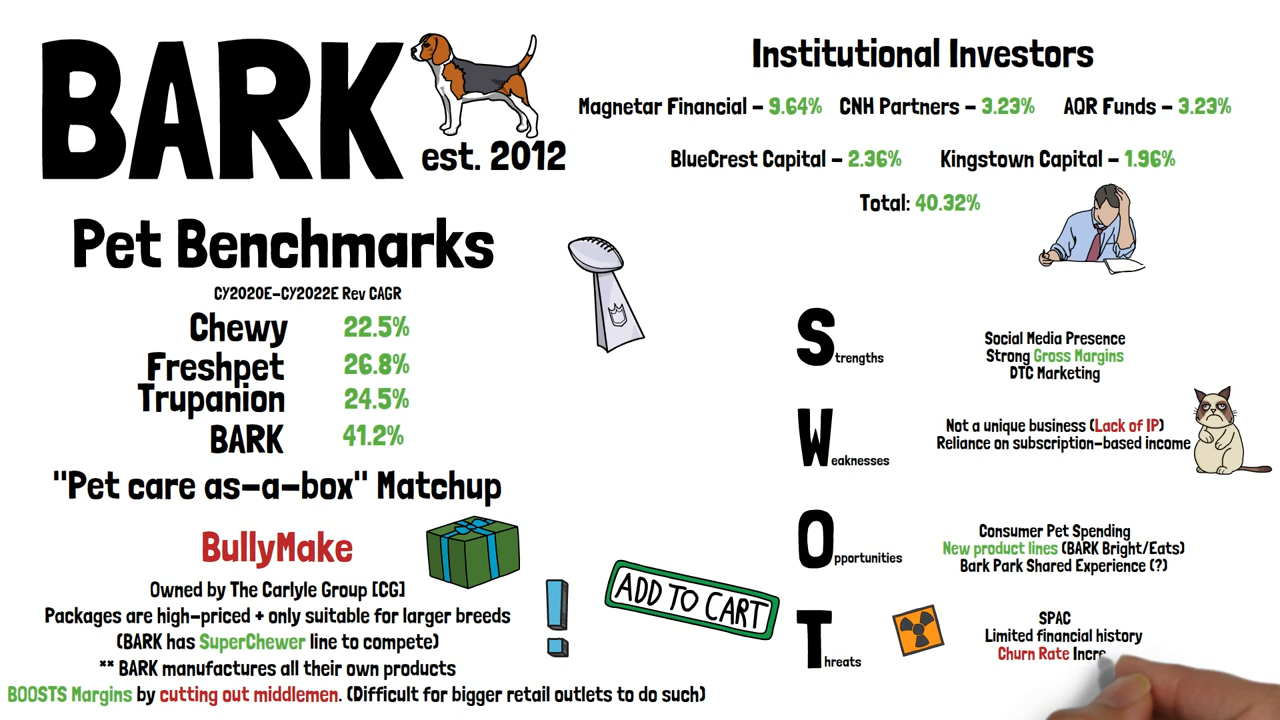 BARK
est. 2012
Pet Benchmarks
CY2020E-CY2022E Rev CAGR
Chewy 22.5%
Freshpet 26.8%
Trupanion 24.5%
BARK 41.2%
"Pet care as-a-box" Matchup
BullyMake
Owned by The Carlyle Group [CG]
Packages are high-priced + only suitable for larger breeds
(BARK has SuperChewer line to compete)
** BARK manufactures all their own products
BOOSTS Margins by cutting out middlemen. (Difficult for bigger retail outlets to do such)
ADD TO CART
Institutional Investors
Magnetar Financial - 9.64% CNH Partners - 3.23% AQR Funds - 3.23%
BlueCrest Capital - 2.36% Kingstown Capital - 1.96%
Total: 40.32%
Strengths
Social Media Presence
Strong Gross Margins
DTC Marketing
Weaknesses
Not a unique business (Lack of IP)
Reliance on subscription-based income
Opportunities
Consumer Pet Spending
New product lines (BARK Bright/Eats)
Bark Park Shared Experience (?)
Threats
SPAC
Limited financial history
Churn Rate Incre